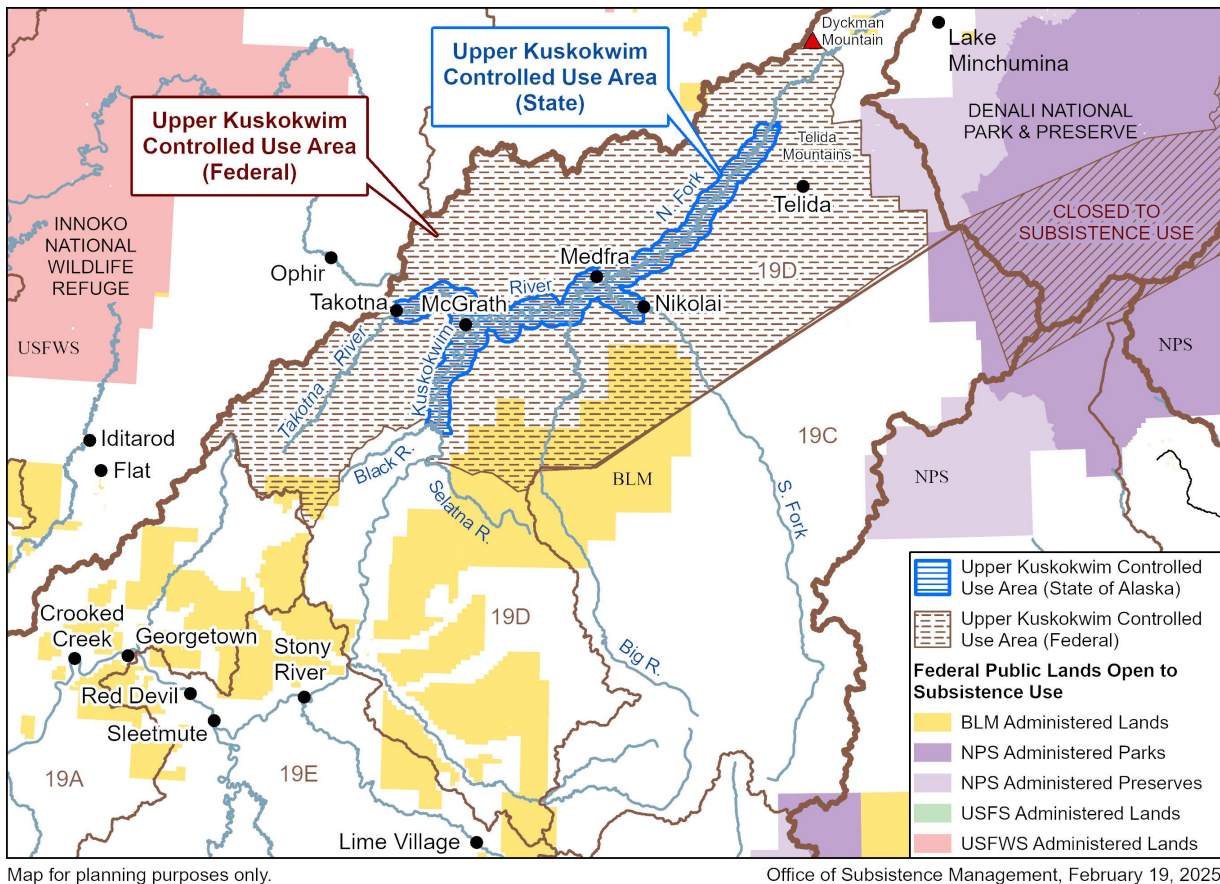 Dyckman
Mountain
Lake
Minchumina
Upper Kuskokwim
Controlled Use Area
(State)
Upper Kuskokwim
Controlled Use Area
(Federal)
DENALI NATIONAL
PARK & PRESERVE
Telida
Mountains
Telida
N. Fork
CLOSED TO
SUBSISTENCE USE
INNOKO
NATIONAL
WILDLIFE
REFUGE
Ophir
Medfra
19D
Takotna
McGrath
River
Nikolai
USFWS
Takotna River
Kuskokwim
NPS
Iditarod
Flat
Black R.
19C
BLM
NPS
Selatna R.
S. Fork
Crooked
Creek
Georgetown
Stony
River
19D
Red Devil
Sleetmute
Big R.
19A
19E
Lime Village
Upper Kuskokwim Controlled
Use Area (State of Alaska)
Upper Kuskokwim Controlled
Use Area (Federal)
Federal Public Lands Open to
Subsistence Use
BLM Administered Lands
NPS Administered Parks
NPS Administered Preserves
USFS Administered Lands
USFWS Administered Lands
Map for planning purposes only.
Office of Subsistence Management, February 19, 2025